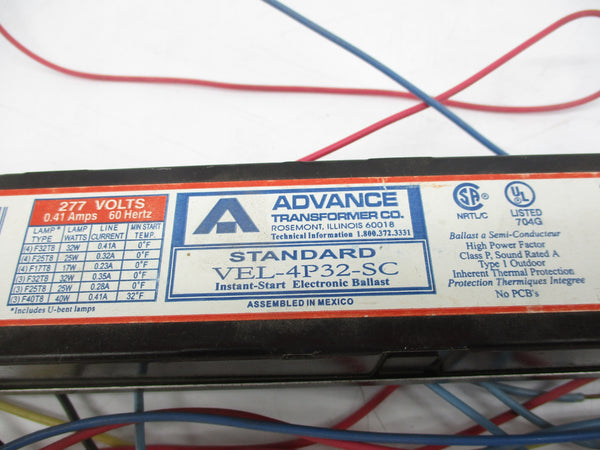 277 VOLTS
0.41 Amps 60 Hertz
LAMP* TYPE LAMP WATTS LINE CURRENT MIN START TEMP.
(4) F32T8 32W 0.41A 0°F
(4) F25T8 25W 0.32A 0°F
(4) F17T8 17W 0.23A 0°F
(3) F32T8 32W 0.35A 0°F
(3) F25T8 25W 0.28A 0°F
(3) F40T8 40W 0.41A 32°F
*Includes U-bent lamps
ADVANCE
TRANSFORMER CO.
ROSEMONT, ILLINOIS 60018
Technical Information 1.800.372.3331
STANDARD
VEL-4P32-SC
Instant-Start Electronic Ballast
ASSEMBLED IN MEXICO
SA
NRTL/C
UL
LISTED
704G
Ballast a Semi-Conducteur
High Power Factor
Class P, Sound Rated A
Type 1 Outdoor
Inherent Thermal Protection
Protection Thermiques Integree
No PCB's